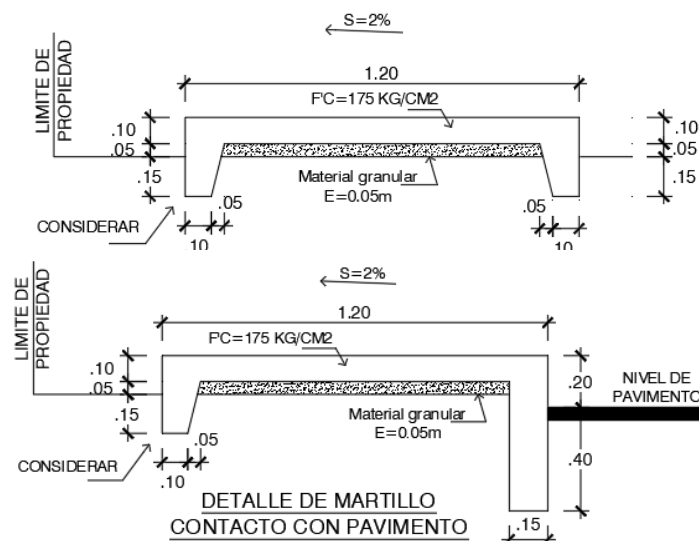 S=2%
LIMITE DE
PROPIEDAD
1.20
F'C=175 KG/CM2
.10
.05
.15
.10
.05
.15
Material granular
E=0.05m
CONSIDERAR
.05
10
.05
10
S=2%
LIMITE DE
PROPIEDAD
1.20
F'C=175 KG/CM2
.10
.05
.15
.20
NIVEL DE
PAVIMENTO
Material granular
E=0.05m
.05
CONSIDERAR
.10
.40
DETALLE DE MARTILLO
CONTACTO CON PAVIMENTO
.15